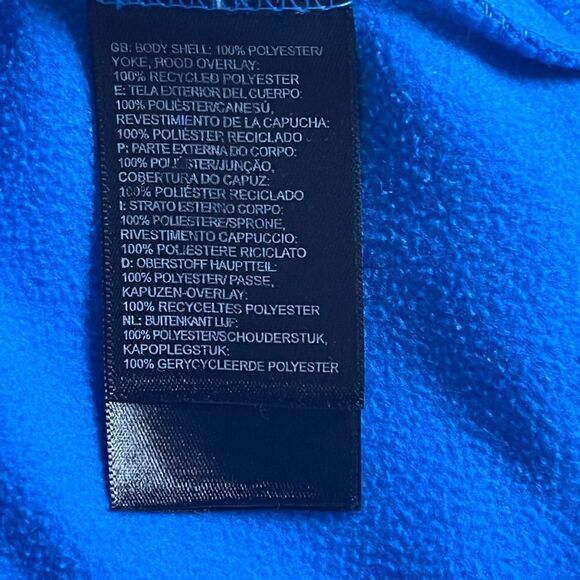 GB: BODY SHELL: 100% POLYESTER/
YOKE, ROOD OVERLAY:
100% RECYCLED POLYESTER
E: TELA EXTERIOR DEL CUERPO:
100% POLIÉSTER/CANESÚ,
REVESTIMIENTO DE LA CAPUCHA:
100% POLIÉSTER RECICLADO
P: PARTE EXTERNA DO CORPO:
100% POLIÉSTER/JUNÇÃO,
COBERTURA DO CAPUZ:
100% POLIÉSTER RECICLADO
I: STRATO ESTERNO CORPO:
100% POLIESTERE/SPRONE,
RIVESTIMENTO CAPPUCCIO:
100% POLIESTERE RICICLATO
D: OBERSTOFF HAUPTTEIL:
100% POLYESTER/ PASSE,
KAPUZEN-OVERLAY:
100% RECYCELTES POLYESTER
NL: BUITENKANT LIJF:
100% POLYESTER/SCHOUDERSTUK,
KAPOPLEGSTUK:
100% GERYCYCLEERDE POLYESTER